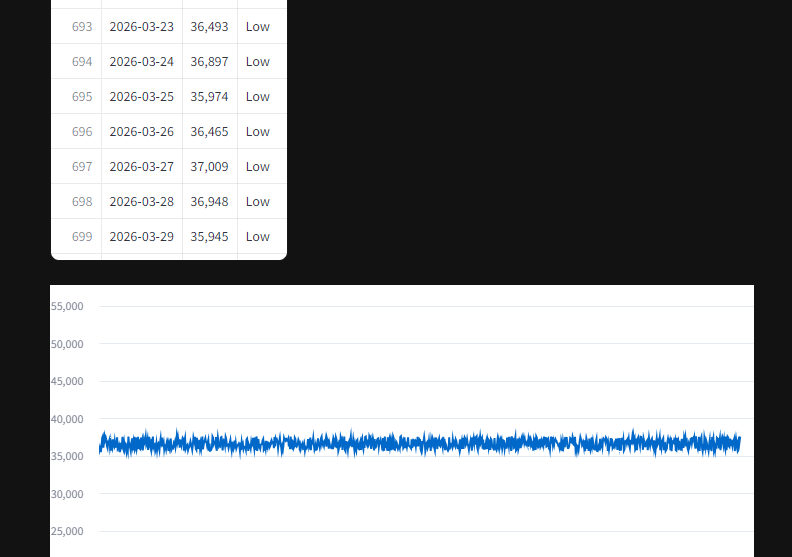 693 2026-03-23 36,493 Low
694 2026-03-24 36,897 Low
695 2026-03-25 35,974 Low
696 2026-03-26 36,465 Low
697 2026-03-27 37,009 Low
698 2026-03-28 36,948 Low
699 2026-03-29 35,945 Low
55,000
50,000
45,000
40,000
35,000
30,000
25,000